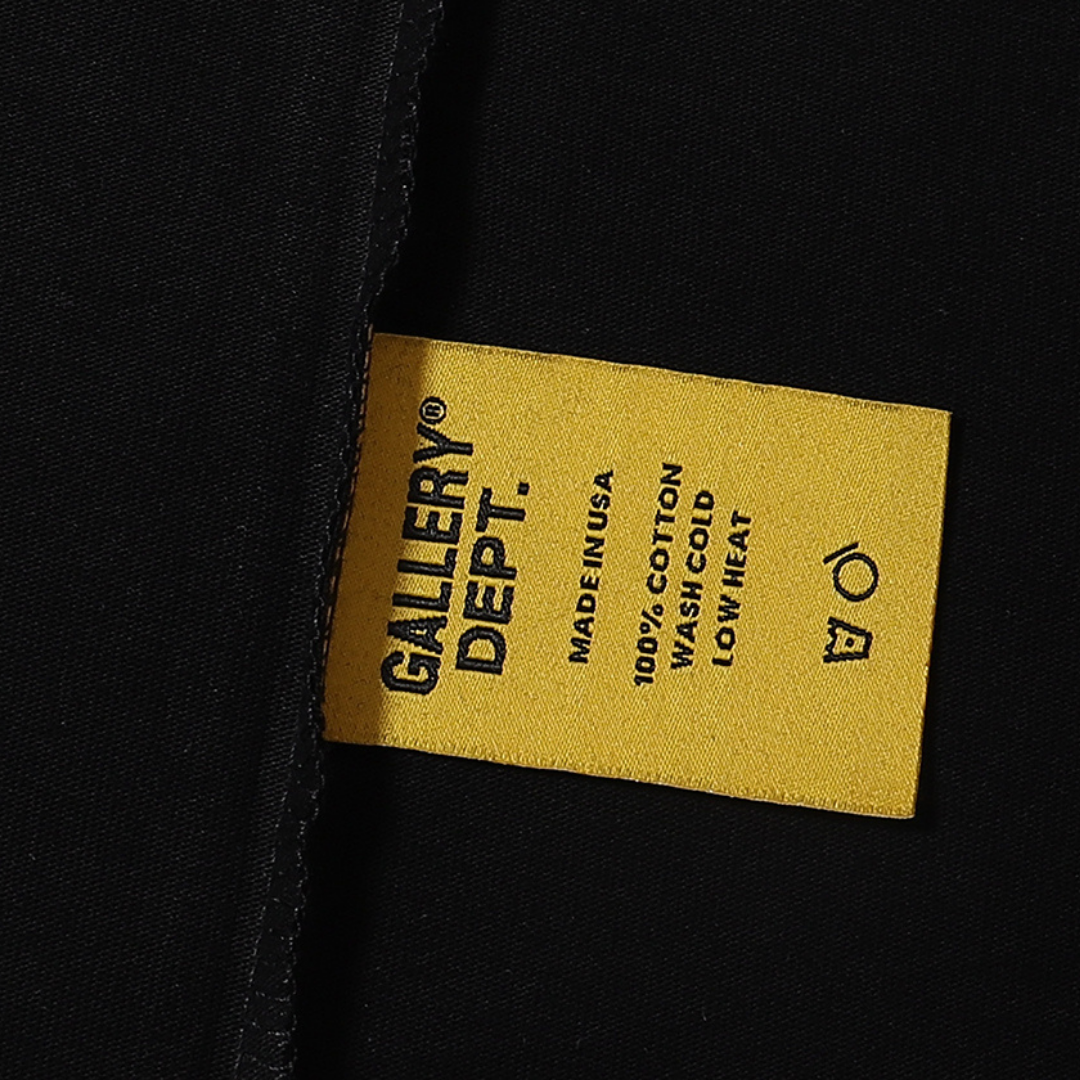 GALLERY®
DEPT.
MADE IN USA
100% COTTON
WASH COLD
LOW HEAT